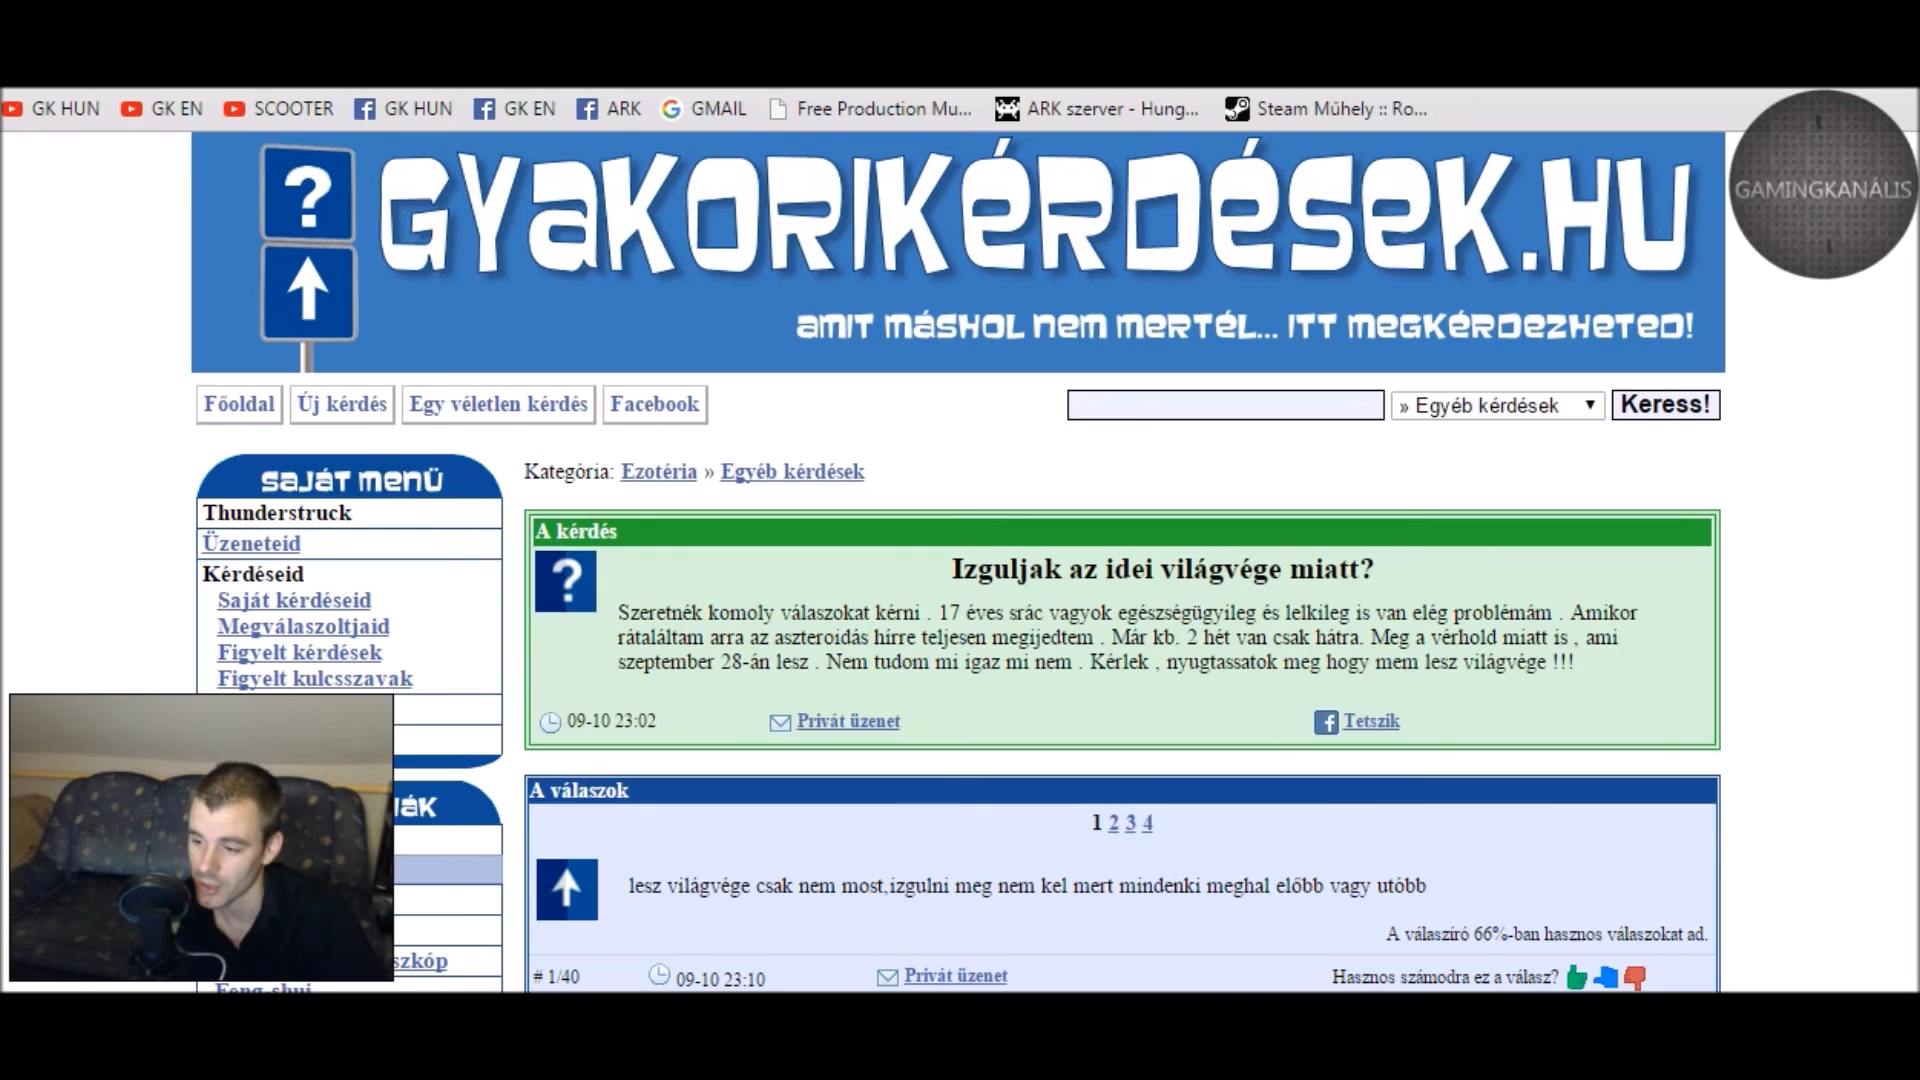 GK HUN GK EN SCOOTER GK HUN GK EN ARK GMAIL Free Production Mu... ARK szerver - Hung... Steam Műhely :: Ro...
GYAKORIKÉRDÉSEK.HU
AMIT MÁSHOL NEM MERTÉL... ITT MEGKÉRDEZHETED!
GAMINGKANÁLIS
Főoldal Új kérdés Egy véletlen kérdés Facebook » Egyéb kérdések Keress!
SAJÁT MENÜ
Thunderstruck
Üzeneteid
Kérdéseid
Saját kérdéseid
Megválaszoltjaid
Figyelt kérdések
Figyelt kulcsszavak
IÁK
szkóp
Feng-shui
Kategória: Ezotéria » Egyéb kérdések
A kérdés
Izguljak az idei világvége miatt?
Szeretnék komoly válaszokat kérni . 17 éves srác vagyok egészségügyileg és lelkileg is van elég problémám . Amikor
rátaláltam arra az aszteroidás hírre teljesen megijedtem . Már kb. 2 hét van csak hátra. Meg a vérhold miatt is , ami
szeptember 28-án lesz . Nem tudom mi igaz mi nem . Kérlek , nyugtassatok meg hogy mem lesz világvége !!!
09-10 23:02 Privát üzenet Tetszik
A válaszok
1 2 3 4
lesz világvége csak nem most,izgulni meg nem kel mert mindenki meghal előbb vagy utóbb
A válaszíró 66%-ban hasznos válaszokat ad.
# 1/40 09-10 23:10 Privát üzenet Hasznos számodra ez a válasz?